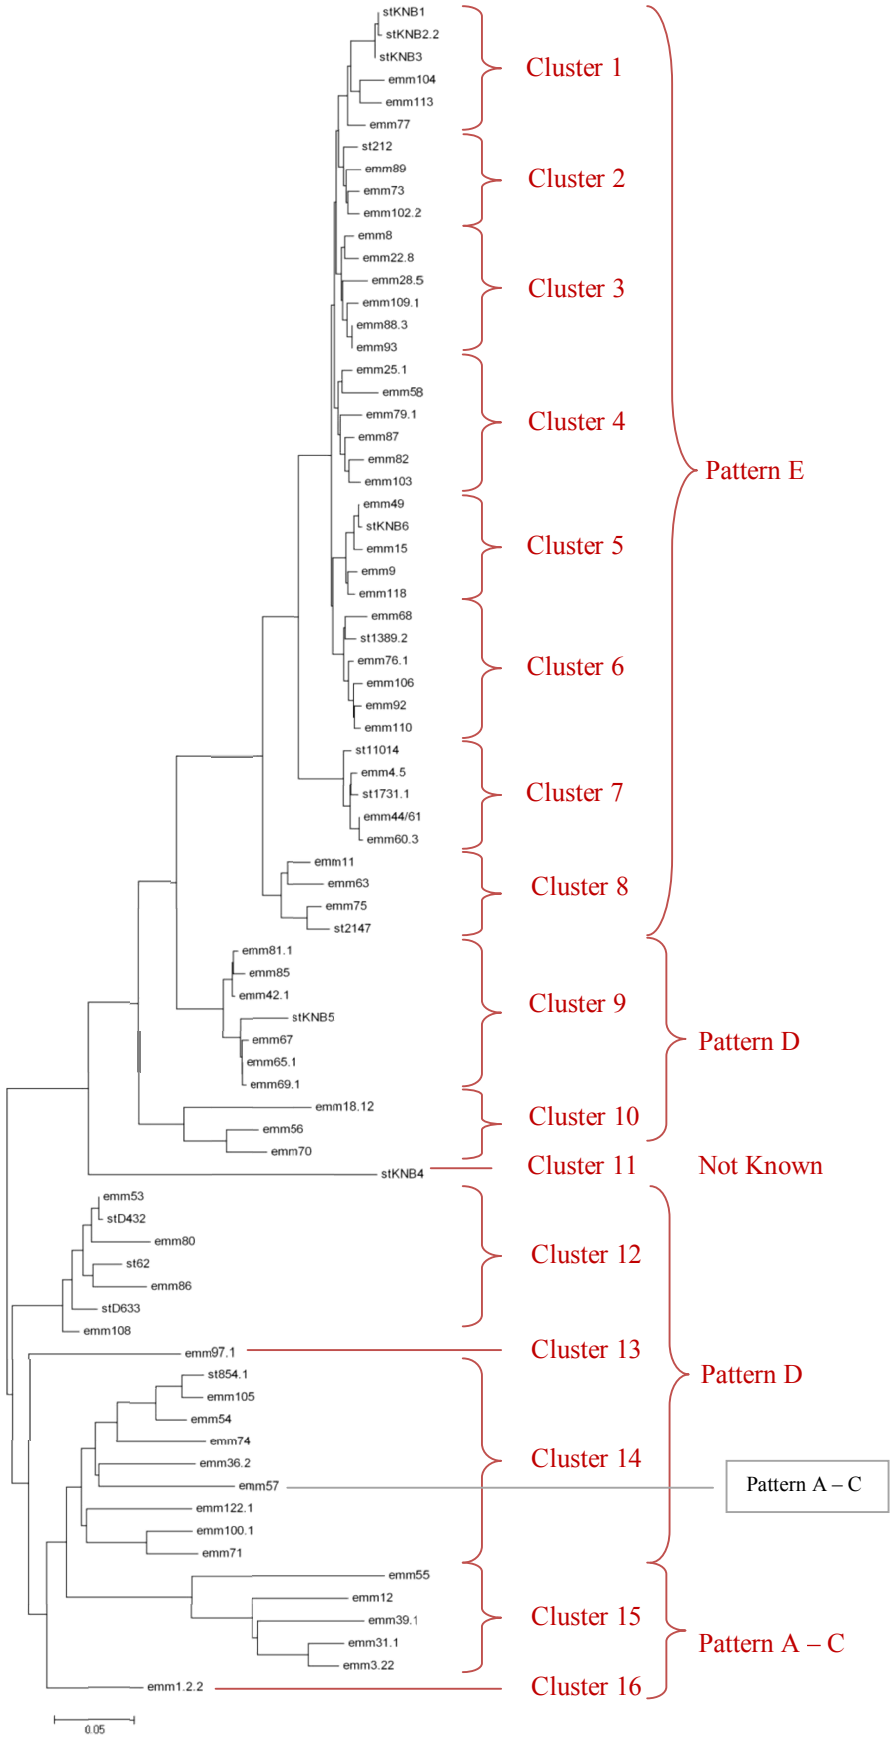 stKNB1
stKNB2.2
stKNB3
emm104
emm113
emm77
Cluster 1
st212
emm89
emm73
emm102.2
Cluster 2
emm8
emm22.8
emm28.5
emm109.1
emm88.3
emm93
Cluster 3
emm25.1
emm58
emm79.1
emm87
emm82
emm103
Cluster 4
Pattern E
emm49
stKNB6
emm15
emm9
emm118
Cluster 5
emm68
st1389.2
emm76.1
emm106
emm92
emm110
Cluster 6
st11014
emm4.5
st1731.1
emm44/61
emm60.3
Cluster 7
emm11
emm63
emm75
st2147
Cluster 8
emm81.1
emm85
emm42.1
stKNB5
emm67
emm65.1
emm69.1
Cluster 9
Pattern D
emm18.12
emm56
emm70
Cluster 10
stKNB4
Cluster 11
Not Known
emm53
stD432
emm80
st62
emm86
stD633
emm108
Cluster 12
emm97.1
Cluster 13
Pattern D
st854.1
emm105
emm54
emm74
emm36.2
emm57
emm122.1
emm100.1
emm71
Cluster 14
Pattern A – C
emm55
emm12
emm39.1
emm31.1
emm3.22
Cluster 15
Pattern A – C
emm1.2.2
Cluster 16
0.05